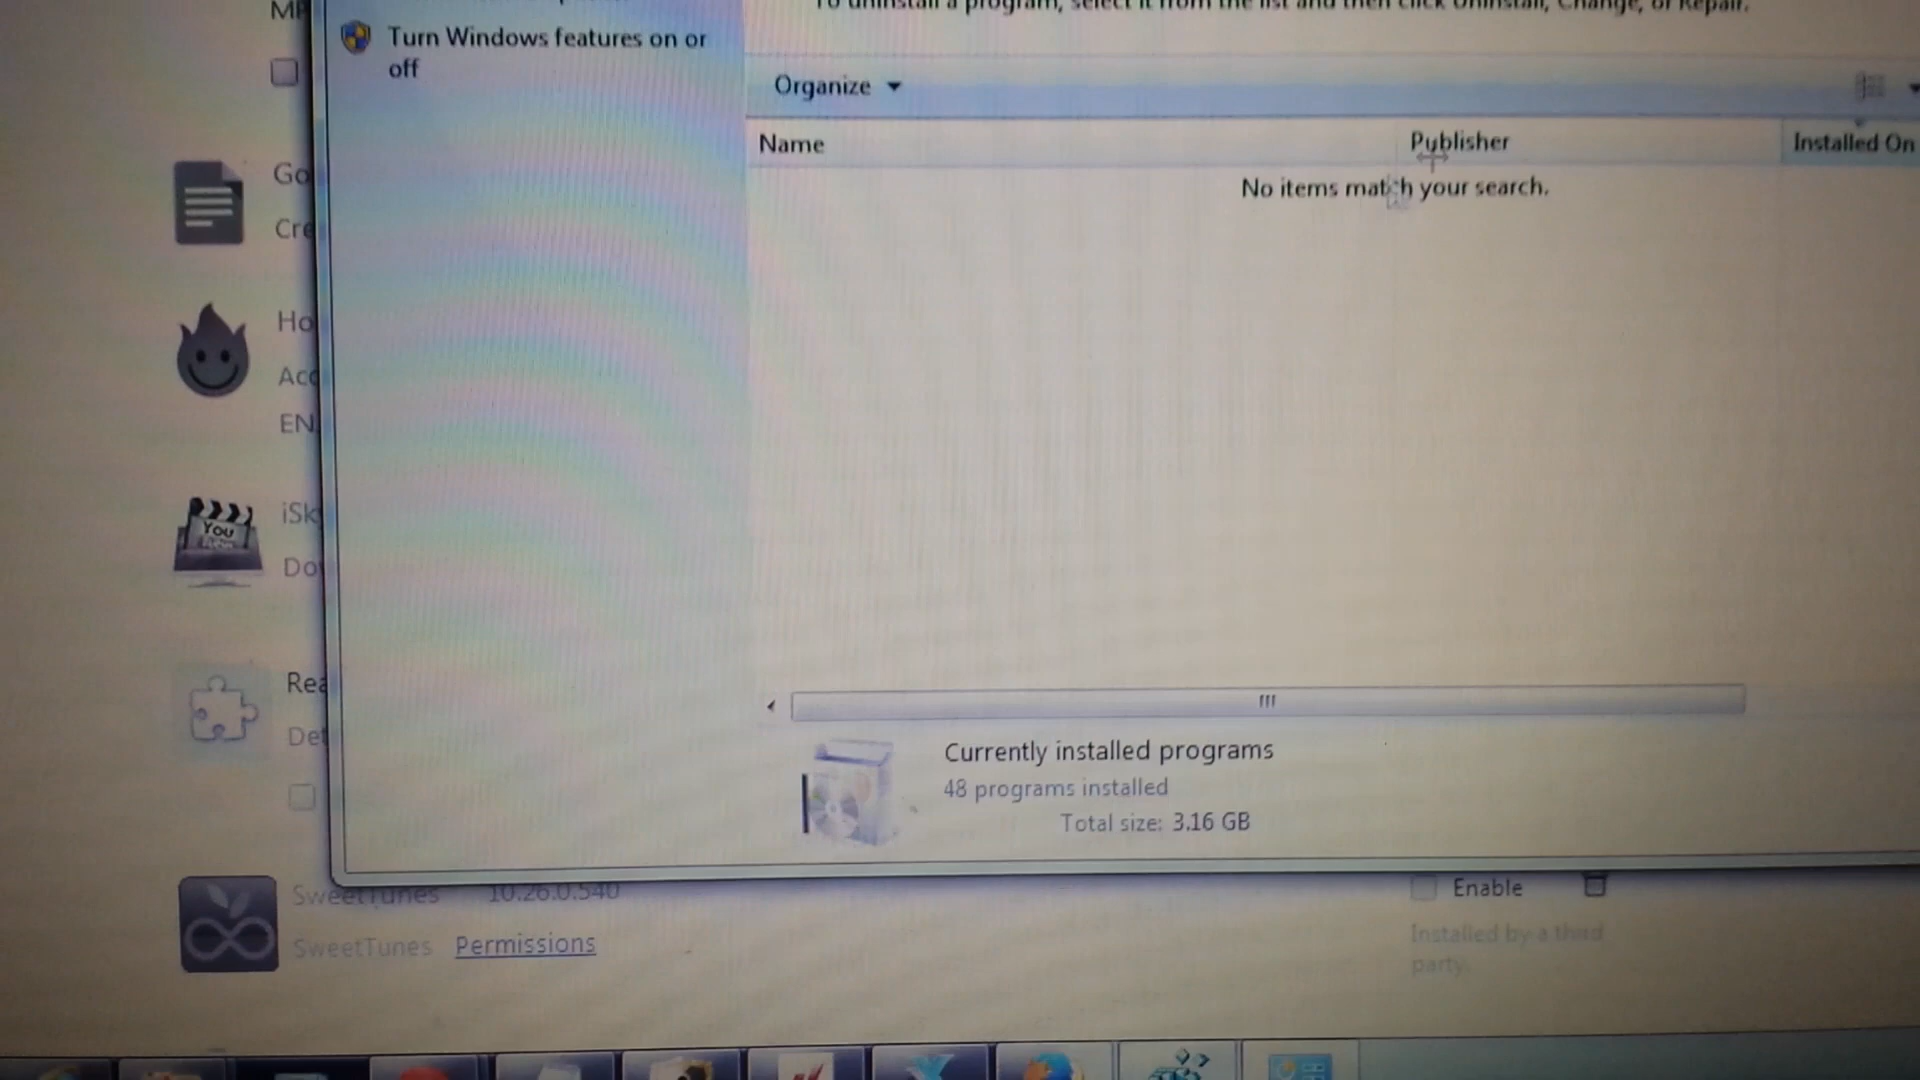 To uninstall a program, select it from the list and then click Uninstall, Change, or Repair.
Turn Windows features on or
off
Organize
Name
Publisher
Installed On
No items match your search.
Go
Cre
Ho
Acc
EN
You
iSk
Do
Rea
Det
Currently installed programs
48 programs installed
Total size: 3.16 GB
SweetTunes 10.26.0.540
Enable
SweetTunes Permissions
Installed by a third
party.